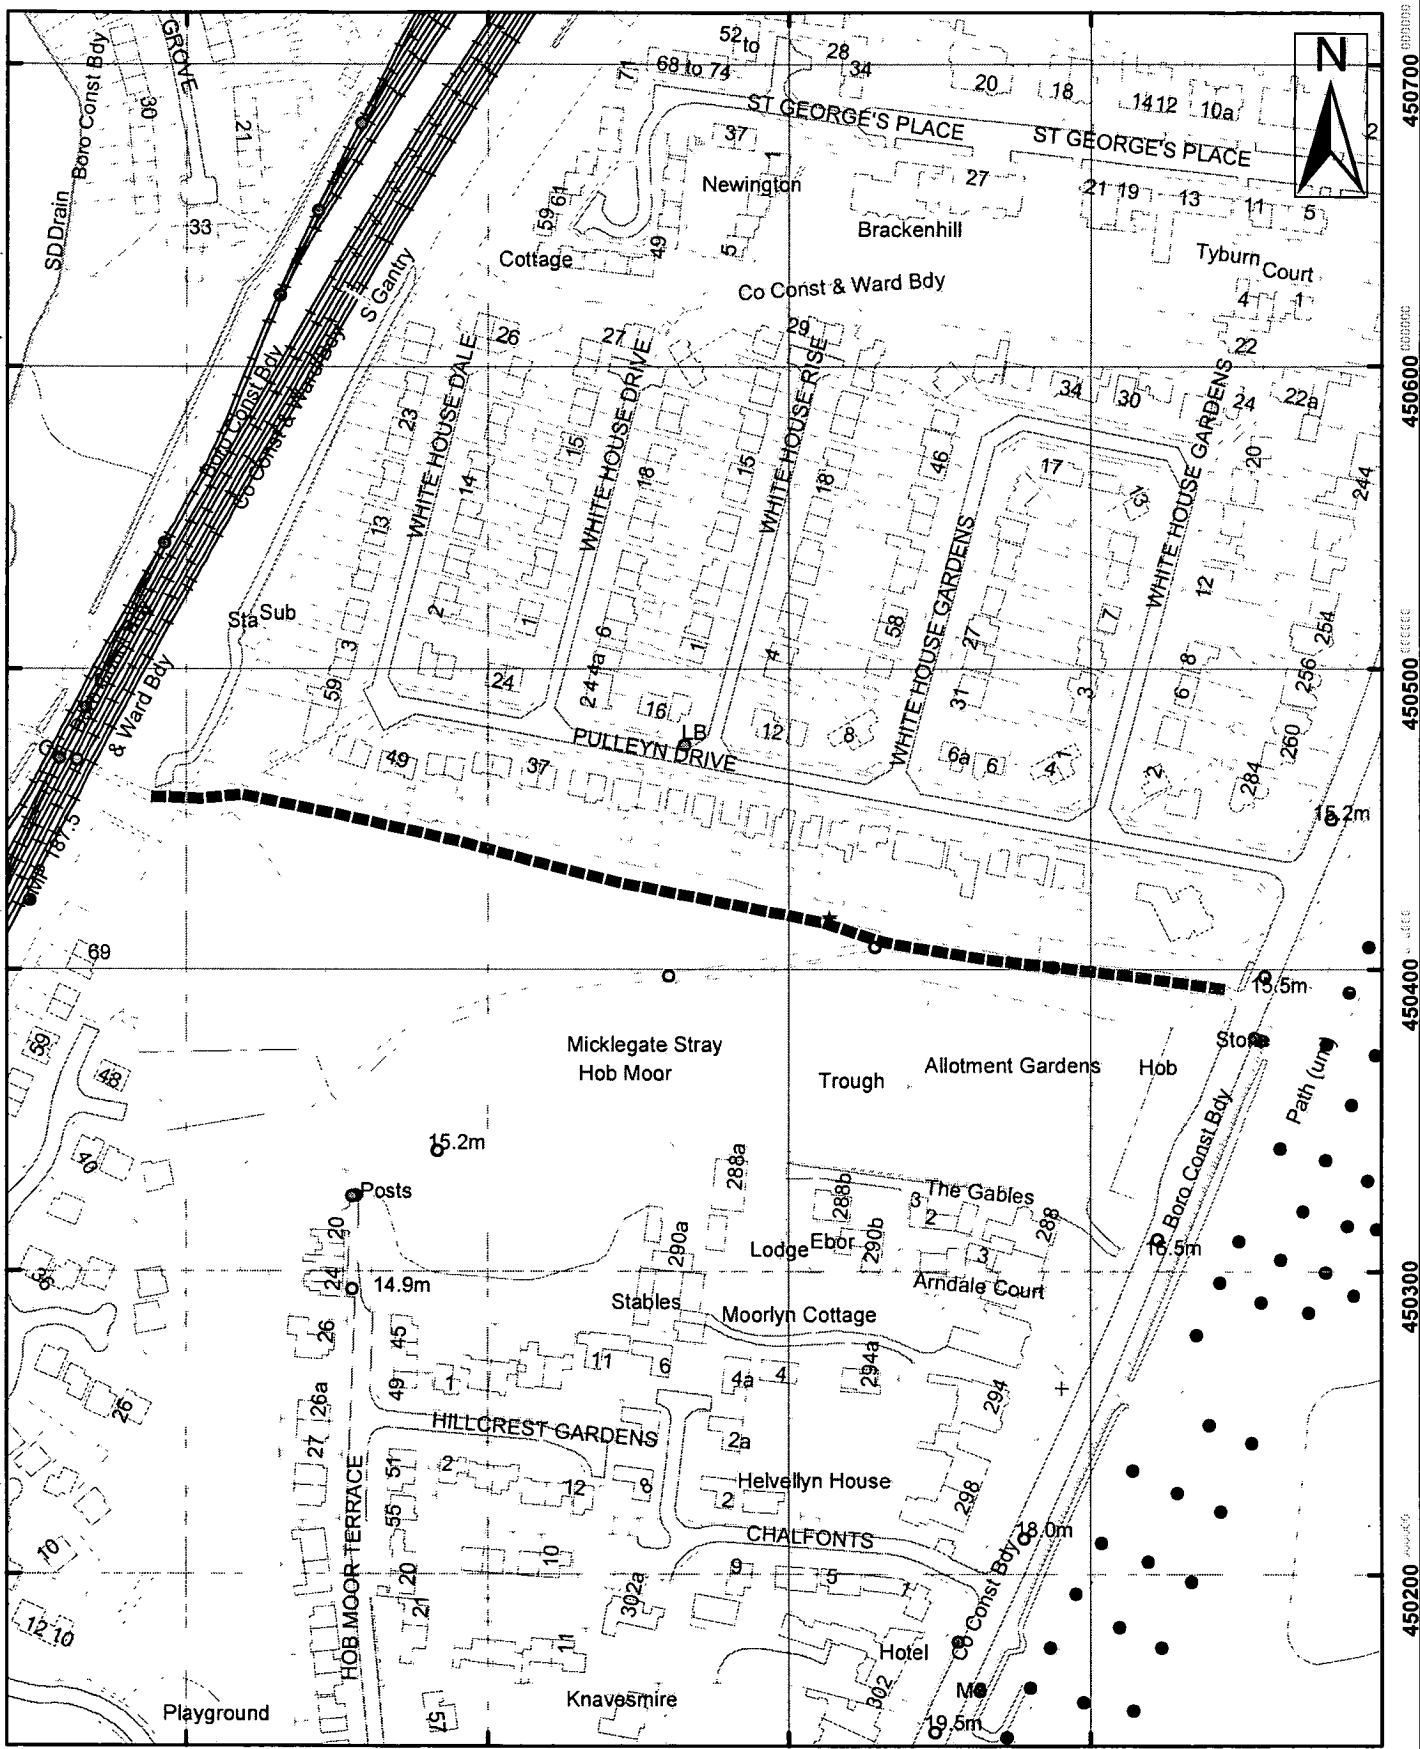 N
450700
GROVE
Boro Const Bdy
30
21
SD Drain
33
71
68 to 74
52 to
28
34
20
18
14 12
10a
2
ST GEORGE'S PLACE
ST GEORGE'S PLACE
37
1
Newington
27
21
19
13
11
5
59
61
49
5
Brackenhill
Cottage
Tyburn Court
4
1
S Gantry
Co Const & Ward Bdy
Boro Const Bdy
Co Const & Ward Bdy
450600
26
27
29
22
WHITE HOUSE DALE
WHITE HOUSE DRIVE
WHITE HOUSE RISE
WHITE HOUSE GARDENS
WHITE HOUSE GARDENS
34
30
24
22a
23
15
15
46
17
13
20
244
14
18
18
13
12
2
1
6
1
4
58
27
7
254
Sub Sta
3
59
24
4a
4
2
16
12
8
31
3
8
6
256
450500
& Ward Bdy
LB
PULLEYN DRIVE
49
37
6a
6
4
2
260
284
15.2m
MP 187.5
69
450400
15.5m
Stone
Micklegate Stray
Hob Moor
Trough
Allotment Gardens
Hob
Path (um)
59
48
40
15.2m
Boro Const Bdy
Posts
288a
288b
The Gables
3
2
288
20
290a
Lodge
Ebor
290b
3
16.5m
24
14.9m
Arndale Court
450300
Stables
Moorlyn Cottage
26
45
11
6
4a
4
294a
26a
49
1
294
26
HILLCREST GARDENS
27
2a
51
2
12
8
2
Helvellyn House
298
55
HOB MOOR TERRACE
CHALFONTS
18.0m
10
20
10
9
5
1
Co Const Bdy
450200
12
10
21
302a
11
Hotel
302
Playground
57
Knavesmire
MS
19.5m